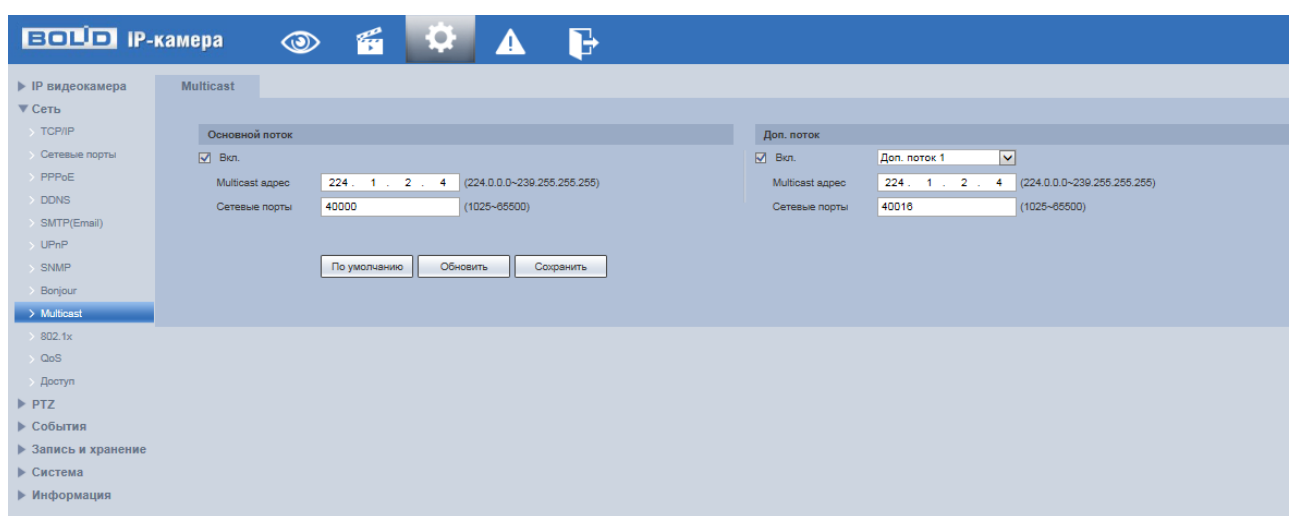 BOLID IP-камера
IP видеокамера
Сеть
TCP/IP
Сетевые порты
PPPoE
DDNS
SMTP(Email)
UPnP
SNMP
Bonjour
Multicast
802.1x
QoS
Доступ
PTZ
События
Запись и хранение
Система
Информация
Multicast
Основной поток
Вкл.
Multicast адрес 224 . 1 . 2 . 4 (224.0.0.0~239.255.255.255)
Сетевые порты 40000 (1025~65500)
По умолчанию Обновить Сохранить
Доп. поток
Вкл. Доп. поток 1
Multicast адрес 224 . 1 . 2 . 4 (224.0.0.0~239.255.255.255)
Сетевые порты 40016 (1025~65500)